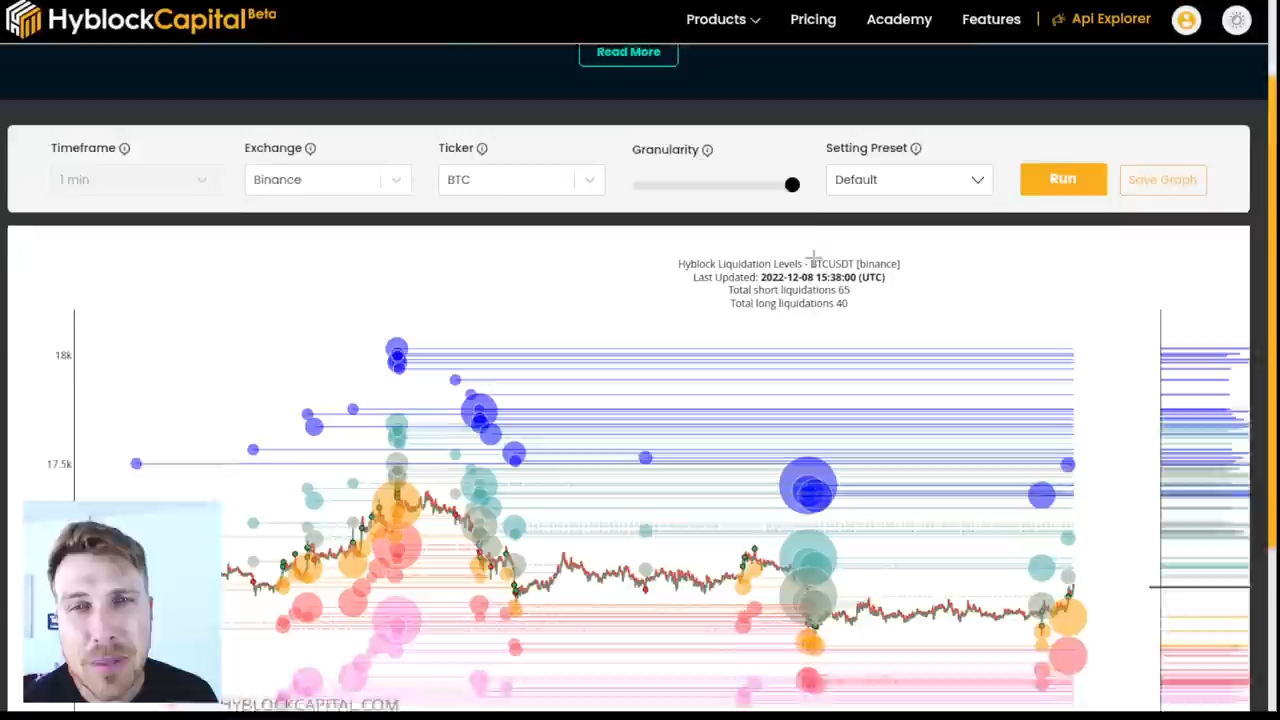 HyblockCapital Beta
Products Pricing Academy Features Api Explorer
Read More
Timeframe Exchange Ticker Granularity Setting Preset
1 min Binance BTC Default Run Save Graph
Hyblock Liquidation Levels - BTCUSDT [binance]
Last Updated: 2022-12-08 15:38:00 (UTC)
Total short liquidations 65
Total long liquidations 40
18k
17.5k
HYBLOCKCAPITAL.COM